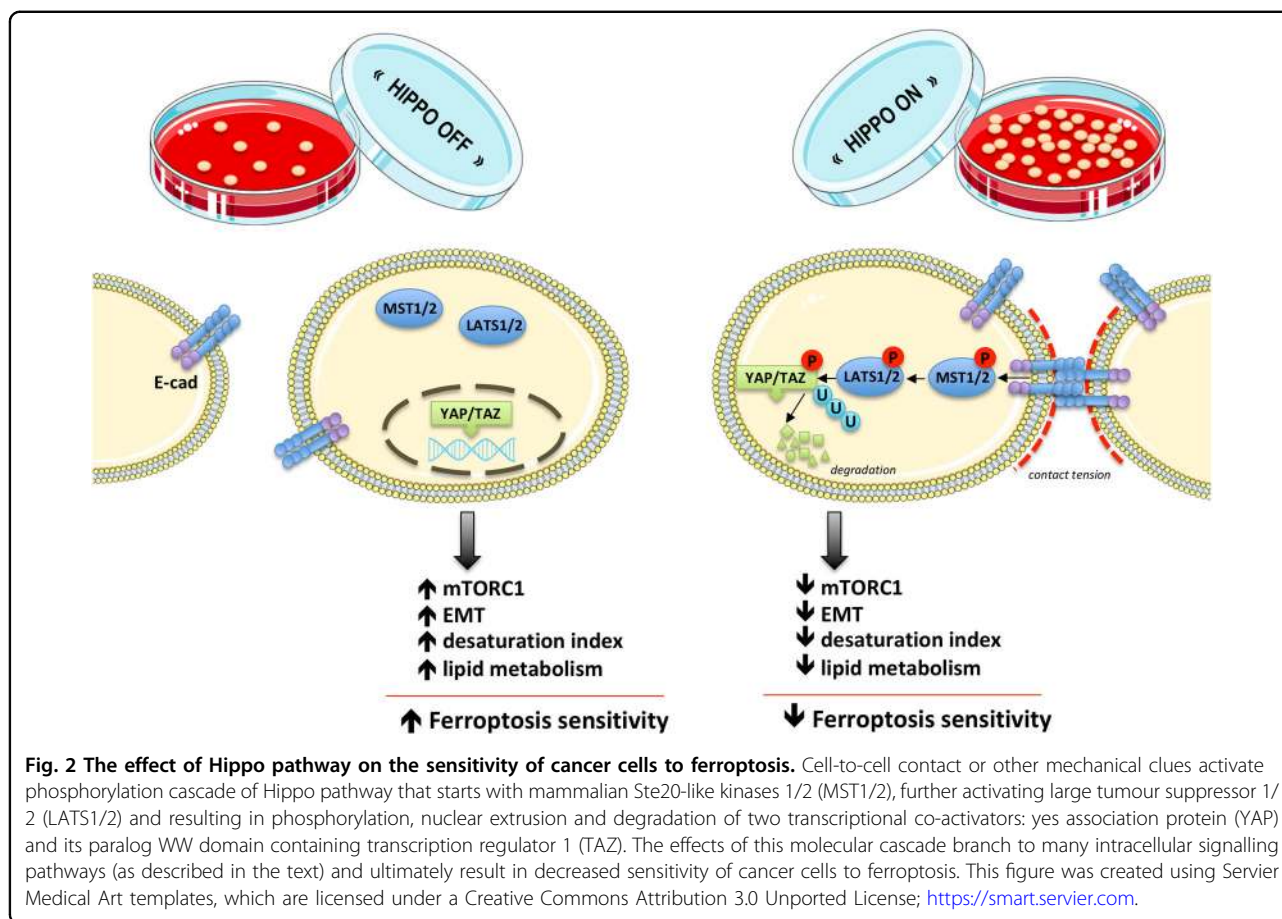 « HIPPO OFF »
« HIPPO ON »
MST1/2
LATS1/2
E-cad
YAP/TAZ
P
P
P
YAP/TAZ
LATS1/2
MST1/2
U
U
U
degradation
contact tension
↑ mTORC1
↑ EMT
↑ desaturation index
↑ lipid metabolism
↑ Ferroptosis sensitivity
↓ mTORC1
↓ EMT
↓ desaturation index
↓ lipid metabolism
↓ Ferroptosis sensitivity
Fig. 2 The effect of Hippo pathway on the sensitivity of cancer cells to ferroptosis. Cell-to-cell contact or other mechanical clues activate
phosphorylation cascade of Hippo pathway that starts with mammalian Ste20-like kinases 1/2 (MST1/2), further activating large tumour suppressor 1/
2 (LATS1/2) and resulting in phosphorylation, nuclear extrusion and degradation of two transcriptional co-activators: yes association protein (YAP)
and its paralog WW domain containing transcription regulator 1 (TAZ). The effects of this molecular cascade branch to many intracellular signalling
pathways (as described in the text) and ultimately result in decreased sensitivity of cancer cells to ferroptosis. This figure was created using Servier
Medical Art templates, which are licensed under a Creative Commons Attribution 3.0 Unported License; https://smart.servier.com.